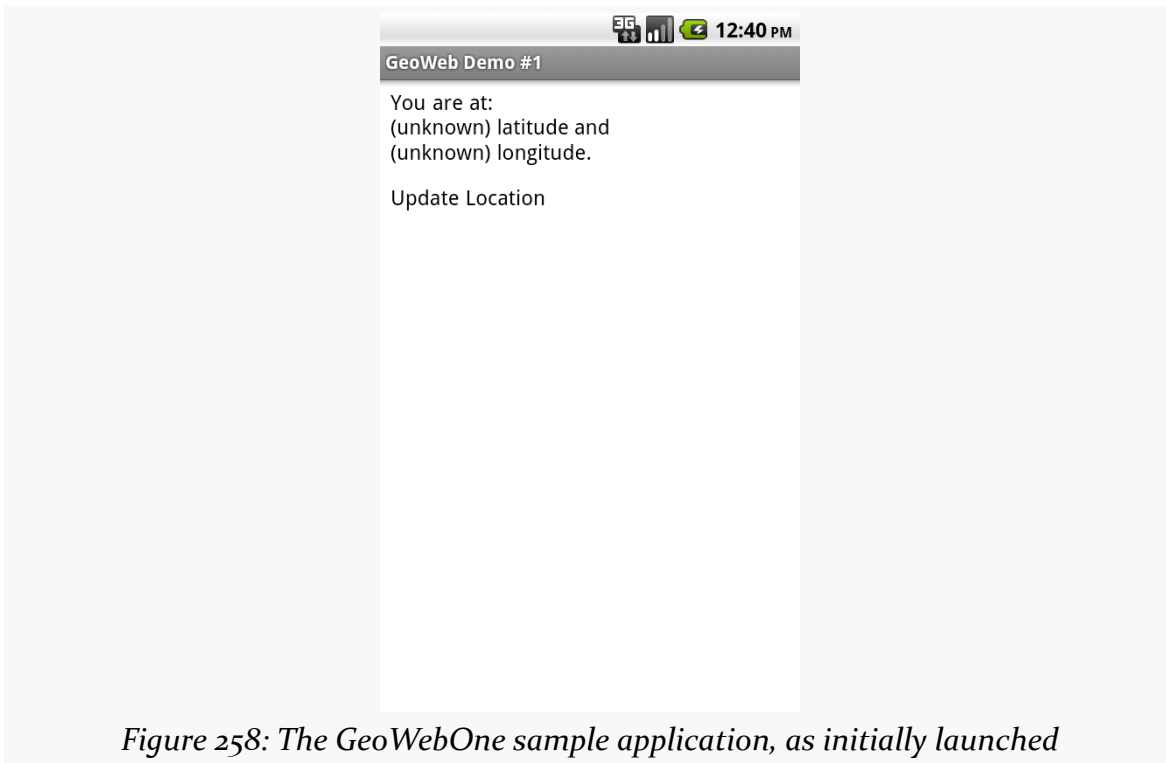 3G 12:40 PM
GeoWeb Demo #1
You are at:
(unknown) latitude and
(unknown) longitude.
Update Location
Figure 258: The GeoWebOne sample application, as initially launched